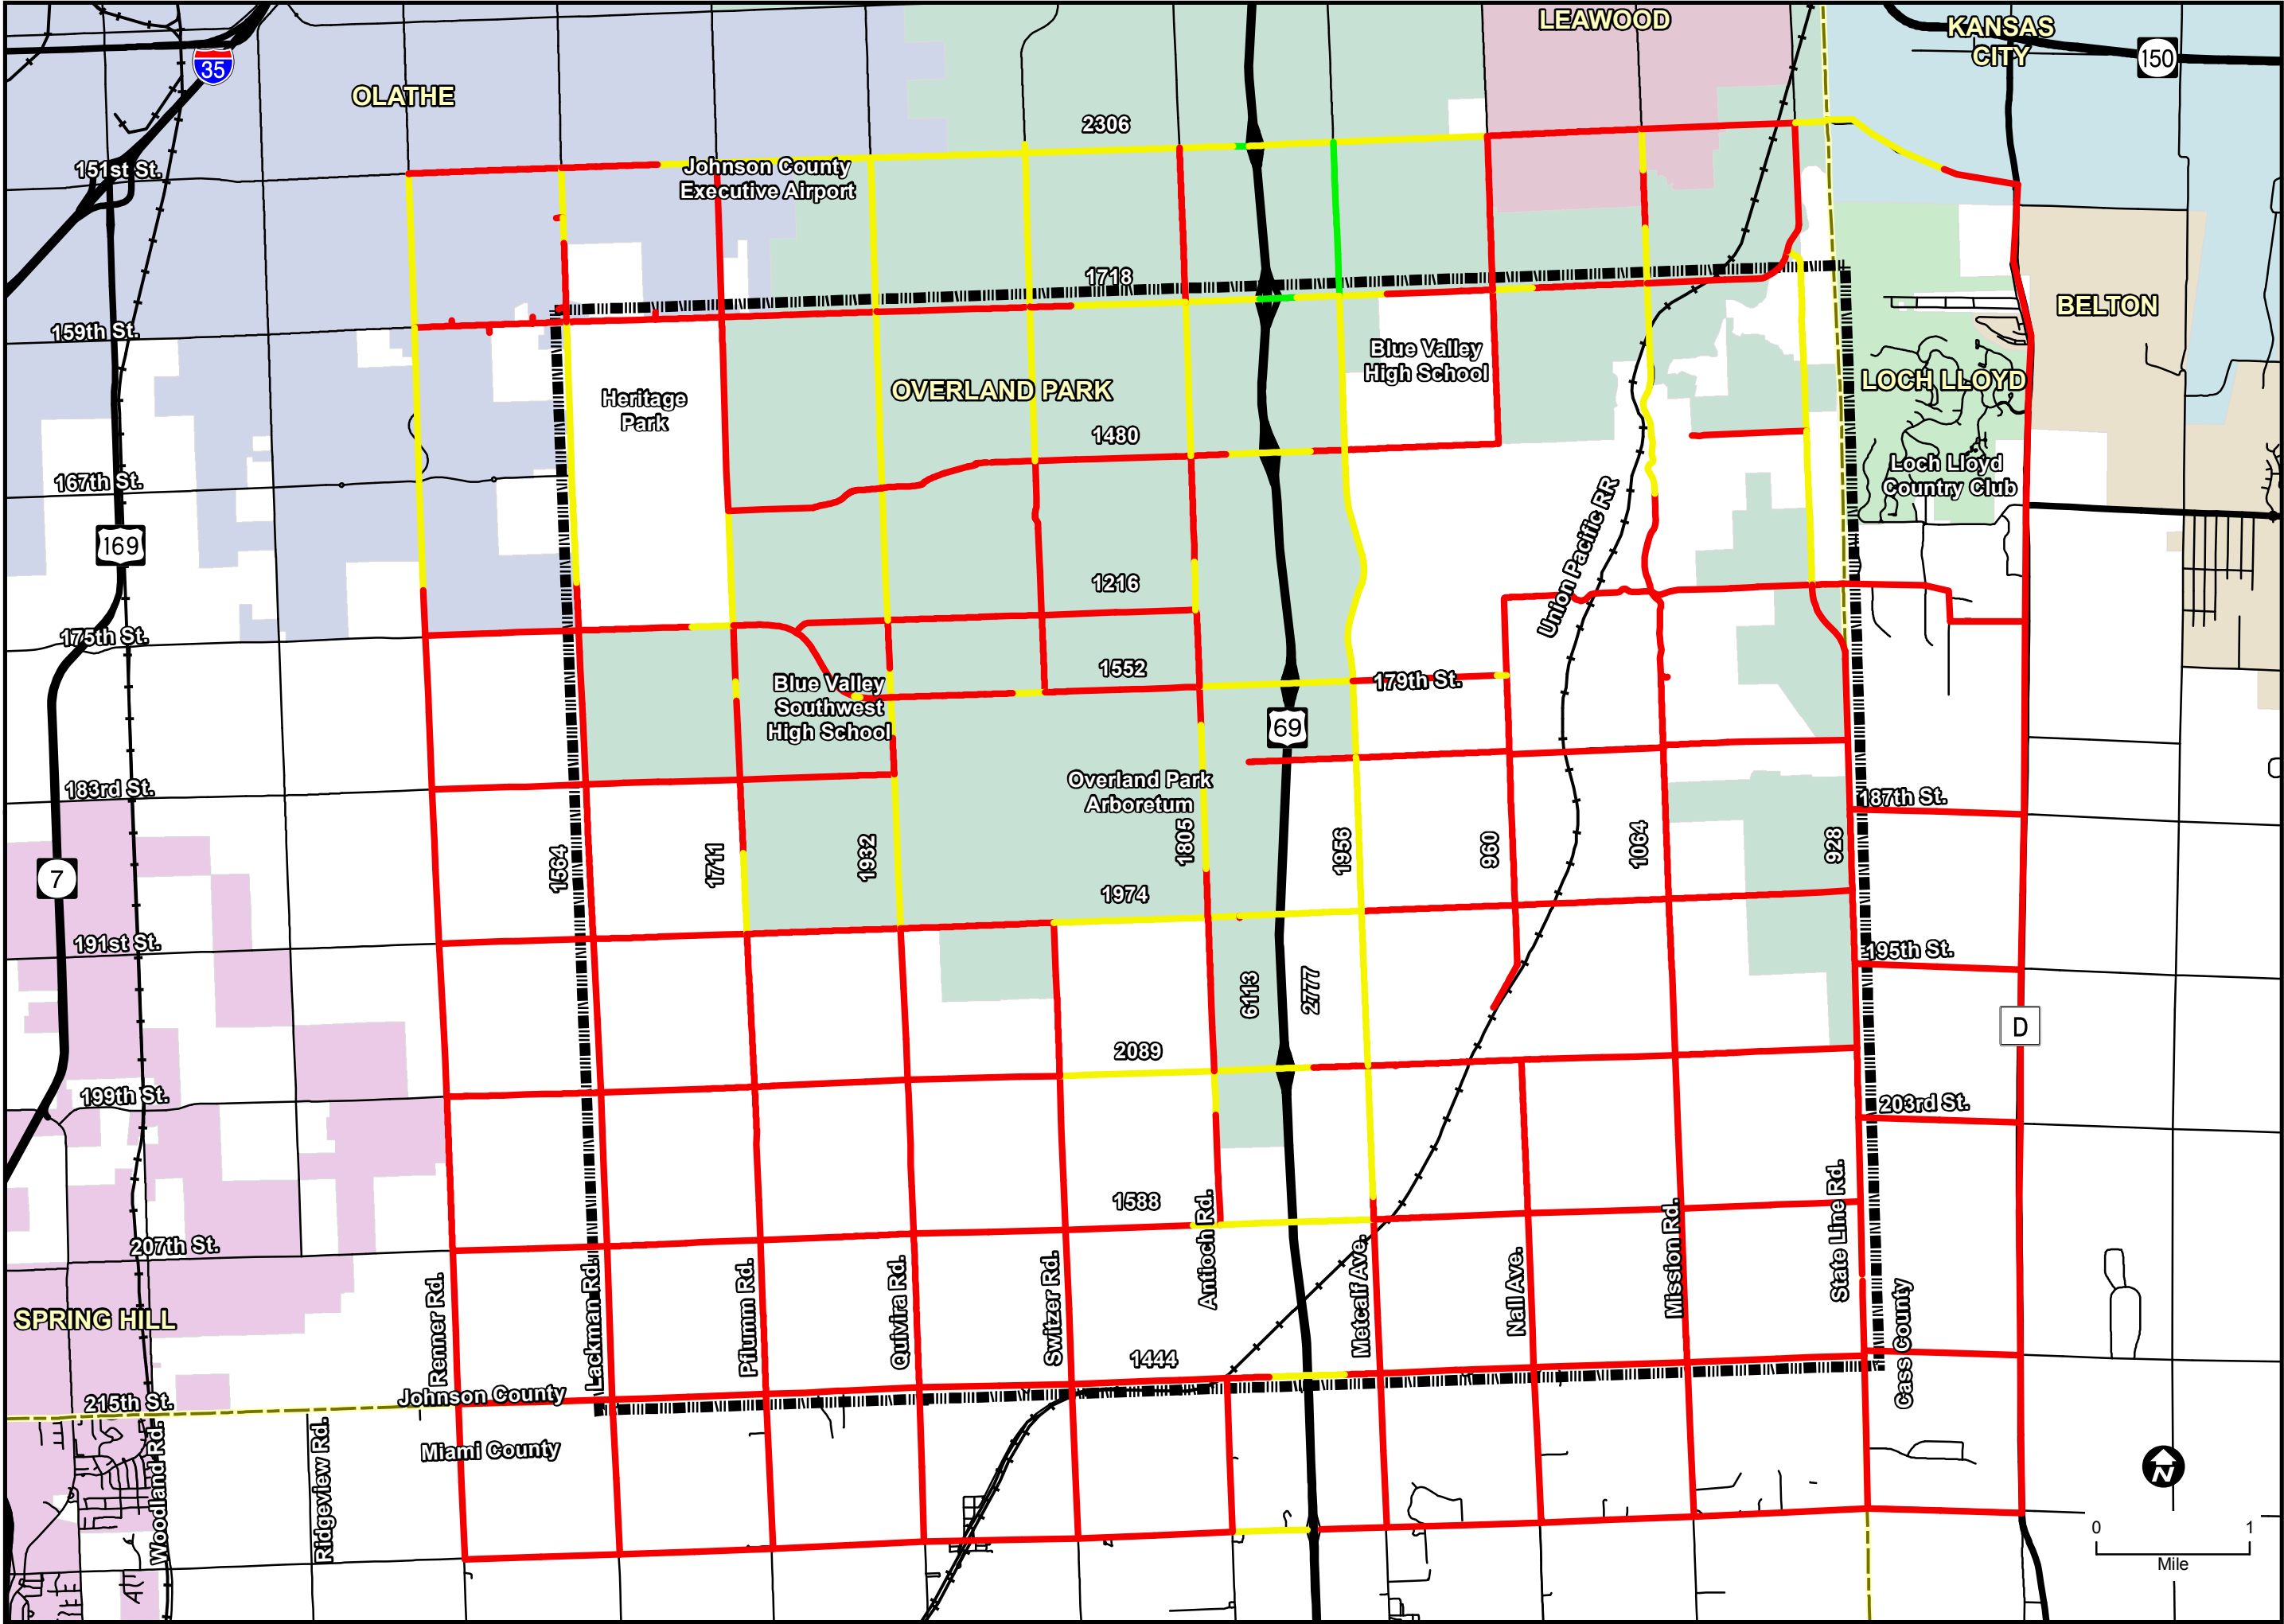 LEAWOOD
KANSAS
CITY
150
35
OLATHE
2306
151st St.
Johnson County
Executive Airport
1718
BELTON
159th St.
Blue Valley
High School
LOCH LLOYD
OVERLAND PARK
Heritage
Park
1480
Loch Lloyd
Country Club
167th St.
Union Pacific RR
169
1216
175th St.
1552
179th St.
Blue Valley
Southwest
High School
69
Overland Park
Arboretum
183rd St.
187th St.
1564
1711
1932
1805
1956
960
1064
928
7
1974
191st St.
195th St.
6113
2777
D
2089
199th St.
203rd St.
1588
207th St.
Renner Rd.
Lackman Rd.
Pflumm Rd.
Quivira Rd.
Switzer Rd.
Antioch Rd.
Metcalf Ave.
Nall Ave.
Mission Rd.
State Line Rd.
Cass County
SPRING HILL
1444
Johnson County
215th St.
Miami County
Woodland Rd.
Ridgeview Rd.
N
0 1
Mile